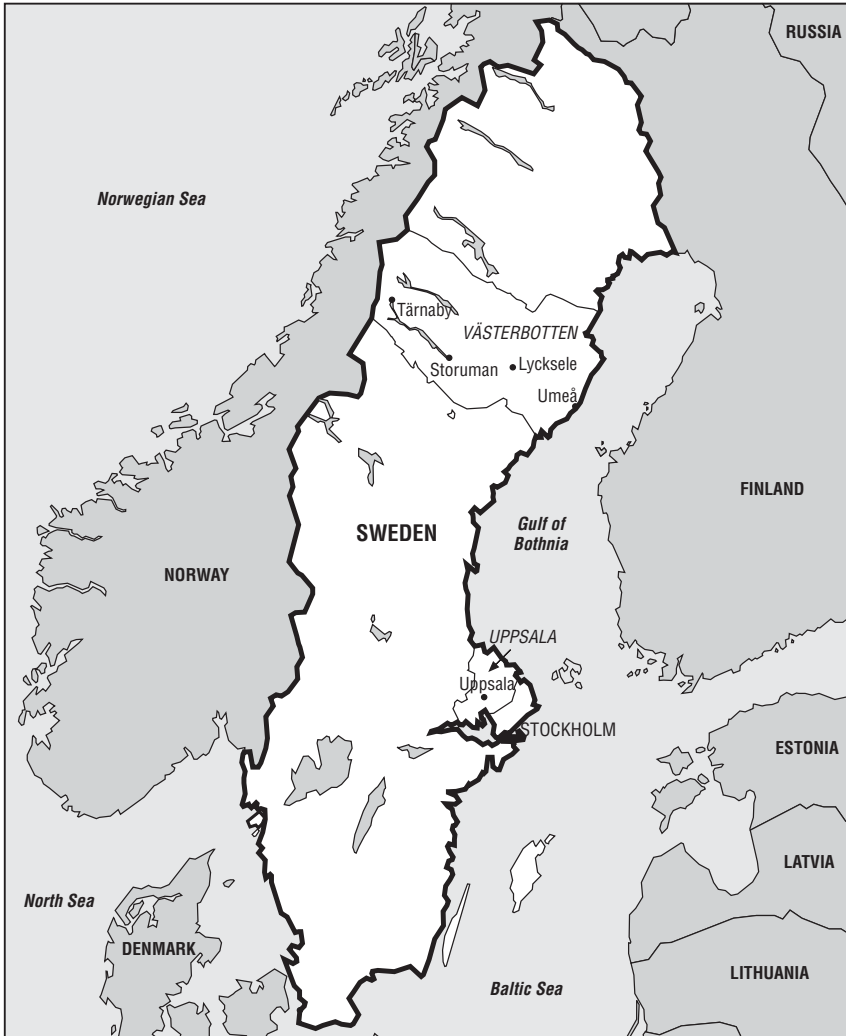 RUSSIA
Norwegian Sea
Tärnaby
VÄSTERBOTTEN
Storuman
Lycksele
Umeå
FINLAND
SWEDEN
Gulf of
Bothnia
NORWAY
UPPSALA
Uppsala
STOCKHOLM
ESTONIA
LATVIA
North Sea
DENMARK
LITHUANIA
Baltic Sea